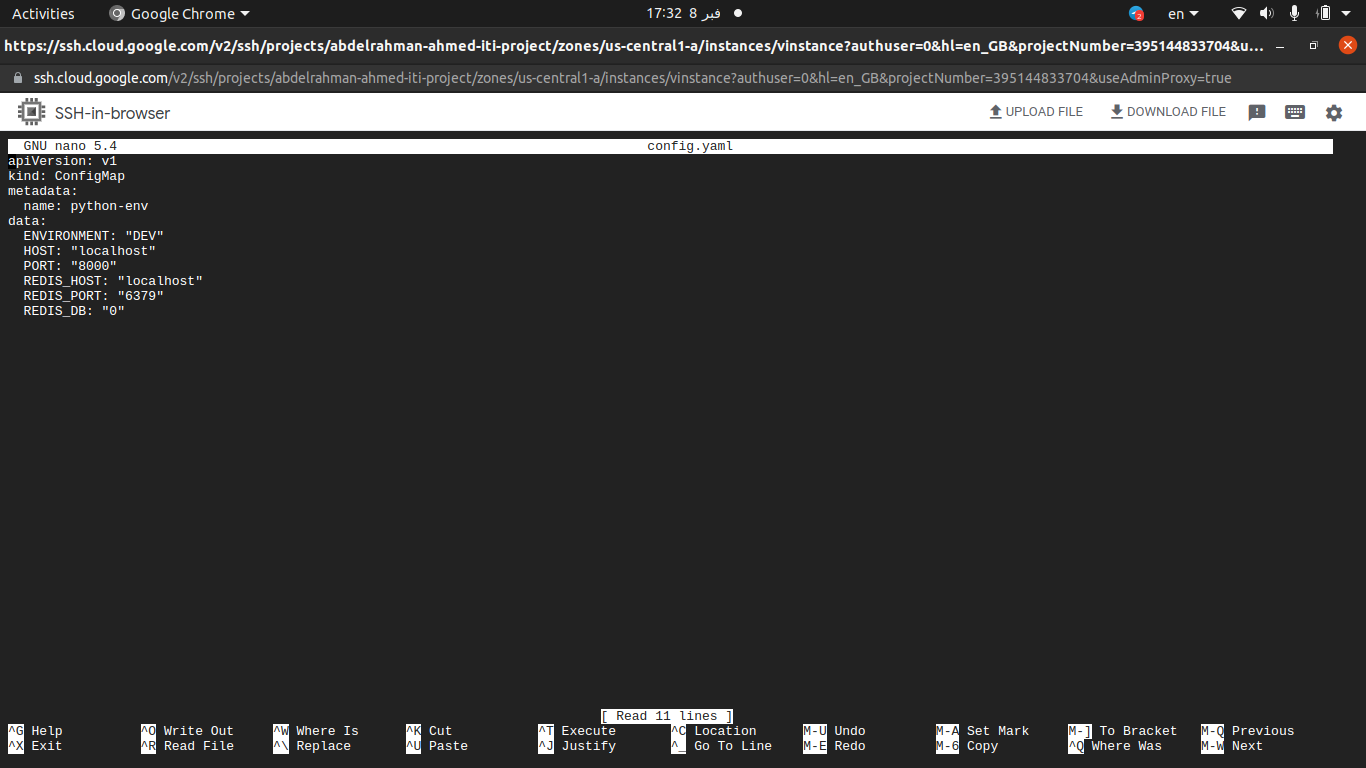 Activities Google Chrome 17:32 8 فبر en
https://ssh.cloud.google.com/v2/ssh/projects/abdelrahman-ahmed-iti-project/zones/us-central1-a/instances/vinstance?authuser=0&hl=en_GB&projectNumber=395144833704&u...
ssh.cloud.google.com/v2/ssh/projects/abdelrahman-ahmed-iti-project/zones/us-central1-a/instances/vinstance?authuser=0&hl=en_GB&projectNumber=395144833704&useAdminProxy=true
SSH-in-browser UPLOAD FILE DOWNLOAD FILE
GNU nano 5.4 config.yaml
apiVersion: v1
kind: ConfigMap
metadata:
  name: python-env
data:
  ENVIRONMENT: "DEV"
  HOST: "localhost"
  PORT: "8000"
  REDIS_HOST: "localhost"
  REDIS_PORT: "6379"
  REDIS_DB: "0"
[ Read 11 lines ]
^G Help ^O Write Out ^W Where Is ^K Cut ^T Execute ^C Location M-U Undo M-A Set Mark M-] To Bracket M-Q Previous
^X Exit ^R Read File ^\ Replace ^U Paste ^J Justify ^_ Go To Line M-E Redo M-6 Copy ^Q Where Was M-W Next